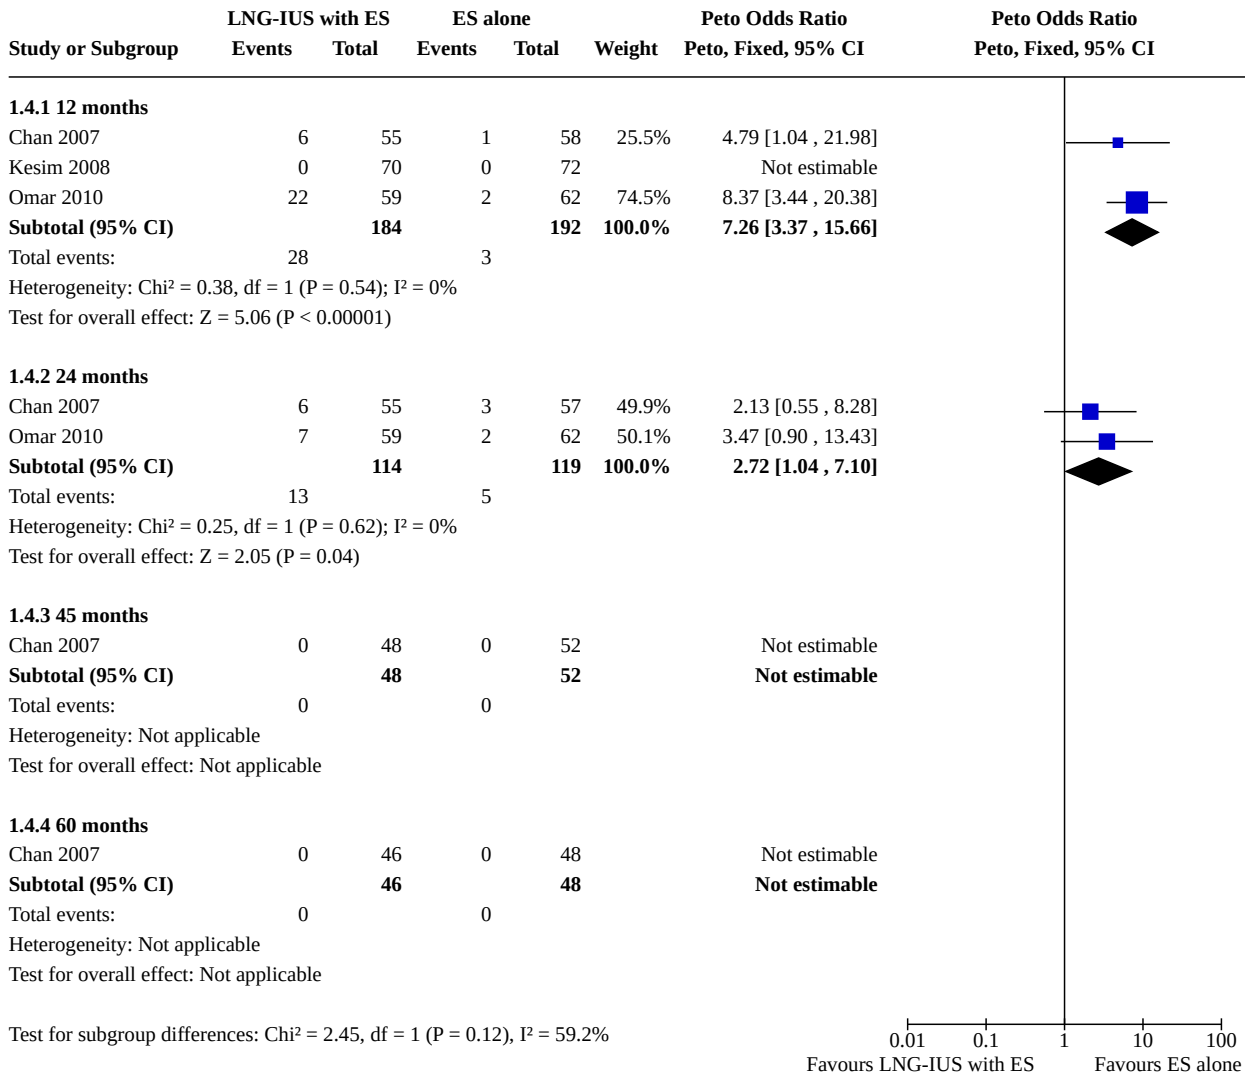 LNG-IUS with ES ES alone Peto Odds Ratio Peto Odds Ratio
Study or Subgroup Events Total Events Total Weight Peto, Fixed, 95% CI Peto, Fixed, 95% CI
1.4.1 12 months
Chan 2007 6 55 1 58 25.5% 4.79 [1.04 , 21.98]
Kesim 2008 0 70 0 72 Not estimable
Omar 2010 22 59 2 62 74.5% 8.37 [3.44 , 20.38]
Subtotal (95% CI) 184 192 100.0% 7.26 [3.37 , 15.66]
Total events: 28 3
Heterogeneity: Chi² = 0.38, df = 1 (P = 0.54); I² = 0%
Test for overall effect: Z = 5.06 (P < 0.00001)
1.4.2 24 months
Chan 2007 6 55 3 57 49.9% 2.13 [0.55 , 8.28]
Omar 2010 7 59 2 62 50.1% 3.47 [0.90 , 13.43]
Subtotal (95% CI) 114 119 100.0% 2.72 [1.04 , 7.10]
Total events: 13 5
Heterogeneity: Chi² = 0.25, df = 1 (P = 0.62); I² = 0%
Test for overall effect: Z = 2.05 (P = 0.04)
1.4.3 45 months
Chan 2007 0 48 0 52 Not estimable
Subtotal (95% CI) 48 52 Not estimable
Total events: 0 0
Heterogeneity: Not applicable
Test for overall effect: Not applicable
1.4.4 60 months
Chan 2007 0 46 0 48 Not estimable
Subtotal (95% CI) 46 48 Not estimable
Total events: 0 0
Heterogeneity: Not applicable
Test for overall effect: Not applicable
Test for subgroup differences: Chi² = 2.45, df = 1 (P = 0.12), I² = 59.2%
0.01 0.1 1 10 100
Favours LNG-IUS with ES Favours ES alone